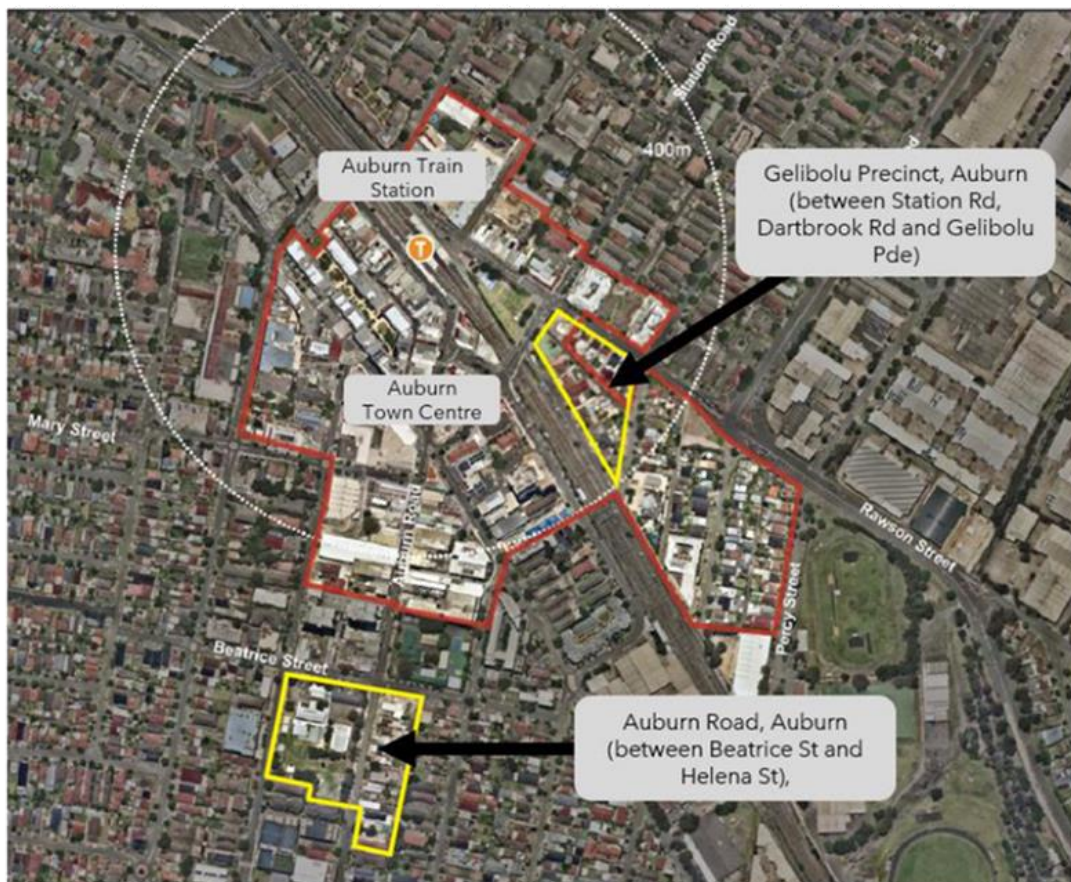 Station Road
400m
Auburn Train
Station
T
Gelibolu Precinct, Auburn
(between Station Rd,
Dartbrook Rd and Gelibolu
Pde)
Auburn
Town Centre
Mary Street
Auburn Road
Rawson Street
Percy Street
Beatrice Street
Auburn Road, Auburn
(between Beatrice St and
Helena St),